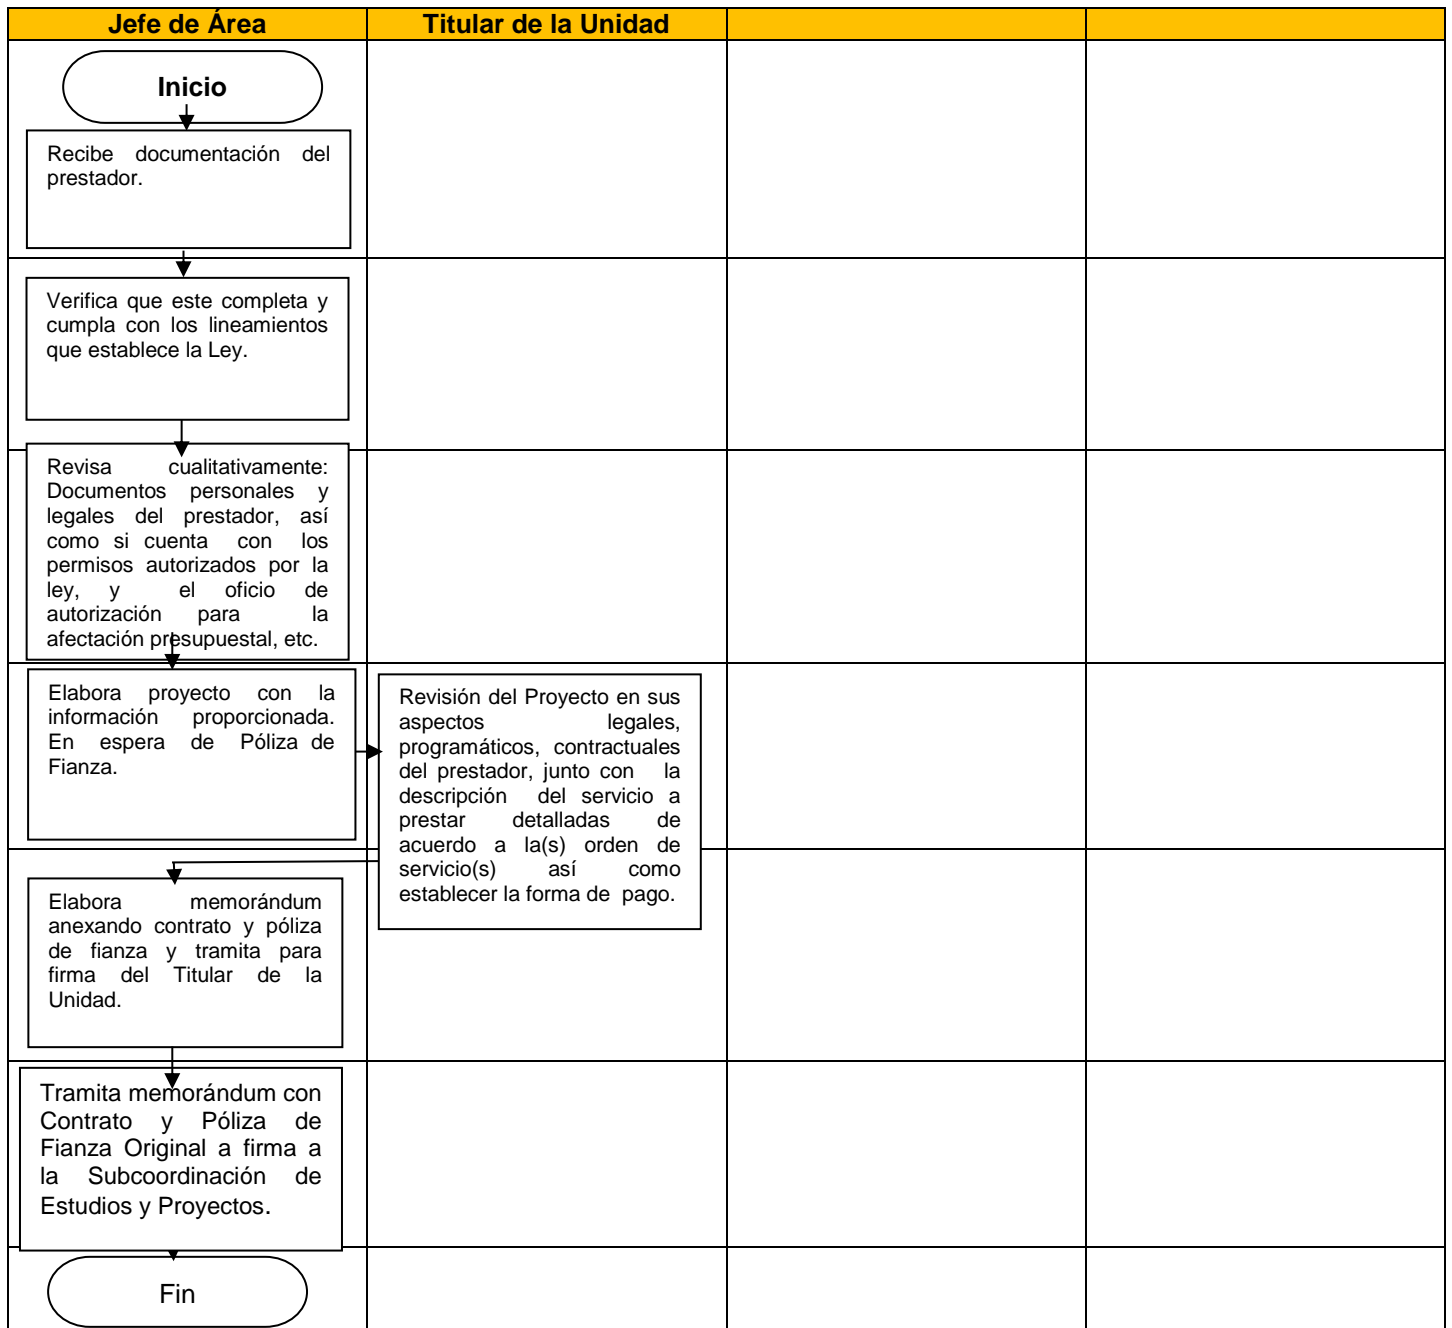 Jefe de Área
Titular de la Unidad
Inicio
Recibe documentación del
prestador.
Verifica que este completa y
cumpla con los lineamientos
que establece la Ley.
Revisa cualitativamente:
Documentos personales y
legales del prestador, así
como si cuenta con los
permisos autorizados por la
ley, y el oficio de
autorización para la
afectación presupuestal, etc.
Elabora proyecto con la
información proporcionada.
En espera de Póliza de
Fianza.
Revisión del Proyecto en sus
aspectos legales,
programáticos, contractuales
del prestador, junto con la
descripción del servicio a
prestar detalladas de
acuerdo a la(s) orden de
servicio(s) así como
establecer la forma de pago.
Elabora memorándum
anexando contrato y póliza
de fianza y tramita para
firma del Titular de la
Unidad.
Tramita memorándum con
Contrato y Póliza de
Fianza Original a firma a
la Subcoordinación de
Estudios y Proyectos.
Fin